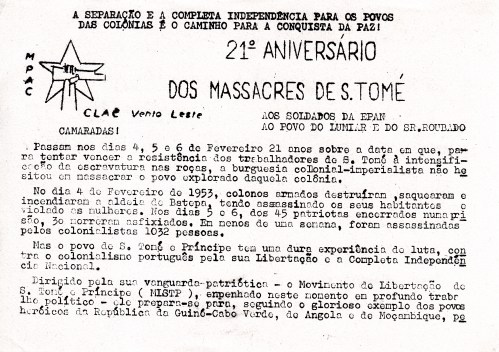 A SEPARAÇÃO E A COMPLETA INDEPENDÊNCIA PARA OS POVOS
DAS COLÓNIAS É O CAMINHO PARA A CONQUISTA DA PAZ!
MPAC
21º ANIVERSÁRIO
DOS MASSACRES DE S. TOMÉ
CLAC Vento Leste
AOS SOLDADOS DA EPAM
AO POVO DO LUMIAR E DO SR.ROUBADO
CAMARADAS!
Passam nos dias 4, 5 e 6 de Fevereiro 21 anos sobre a data em que, pa
ra tentar vencer a resistência dos trabalhadores de S. Tomé à intensifi-
cação da escravatura nas roças, a burguesia colonial-imperialista não he
sitou em massacrar o povo explorado daquela colónia.
No dia 4 de Fevereiro de 1953, colonos armados destruíram ,saquearam e
incendiaram a aldeia de Batepa, tendo assassinado os seus habitantes e
violado as mulheres. Nos dias 5 e 6, dos 45 patriotas encerrados numa pri
são, 3o morreram asfixiados. Em menos de uma semana, foram assassinadas
pelos colonialistas 1032 pessoas.
Mas o povo de S. Tomé e Príncipe tem uma dura experiência de luta, con
tra o colonialismo português pela sua Libertação e a Completa Independên
cia Nacional.
Dirigido pela sua vanguarda-patriótica - o Movimento de Libertação de
S. Tomé e Príncipe ( MLSTP ), empenhado neste momento em profundo traba
lho político - ele prepara-se para, seguindo o glorioso exemplo dos povos
heróicos da República da Guiné-Cabo Verde, de Angola e de Moçambique, pe